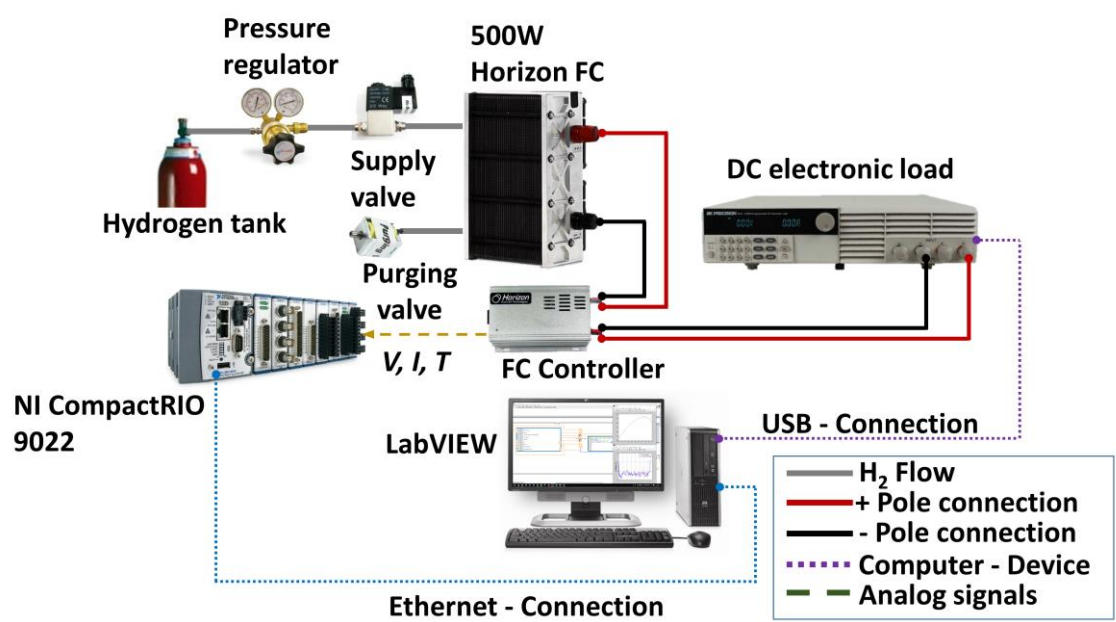 Pressure
regulator
500W
Horizon FC
Supply
valve
DC electronic load
Hydrogen tank
Purging
valve
Horizon
V, I, T
FC Controller
NI CompactRIO
9022
LabVIEW
USB - Connection
H₂ Flow
+ Pole connection
- Pole connection
Computer - Device
Analog signals
Ethernet - Connection